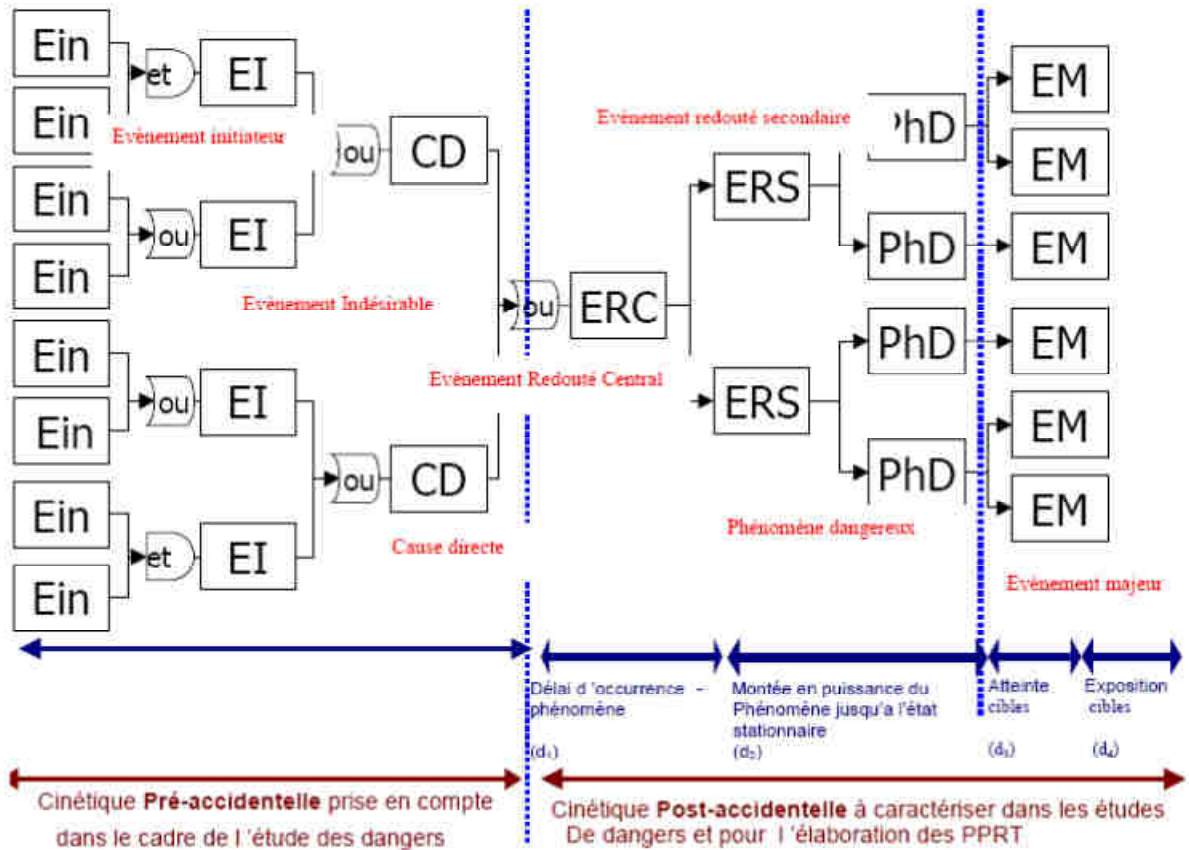 Ein
et
EI
Ein
Evènement initiateur
ou
CD
Ein
ou
EI
Ein
Evènement Indésirable
ou
ERC
Evènement Redouté Central
Ein
ou
EI
Ein
ou
CD
Ein
et
EI
Ein
Cause directe
Evènement redouté secondaire
PhD
EM
EM
ERS
PhD
EM
PhD
EM
ERS
EM
PhD
EM
Phénomène dangereux
Evènement majeur
Délai d 'occurrence -
phénomène
(d₁)
Montée en puissance du
Phénomène jusqu'a l'état
stationnaire
(d₂)
Atteinte
cibles
(d₃)
Exposition
cibles
(d₄)
Cinétique Pré-accidentelle prise en compte
dans le cadre de l 'étude des dangers
Cinétique Post-accidentelle à caractériser dans les études
De dangers et pour l 'élaboration des PPRT